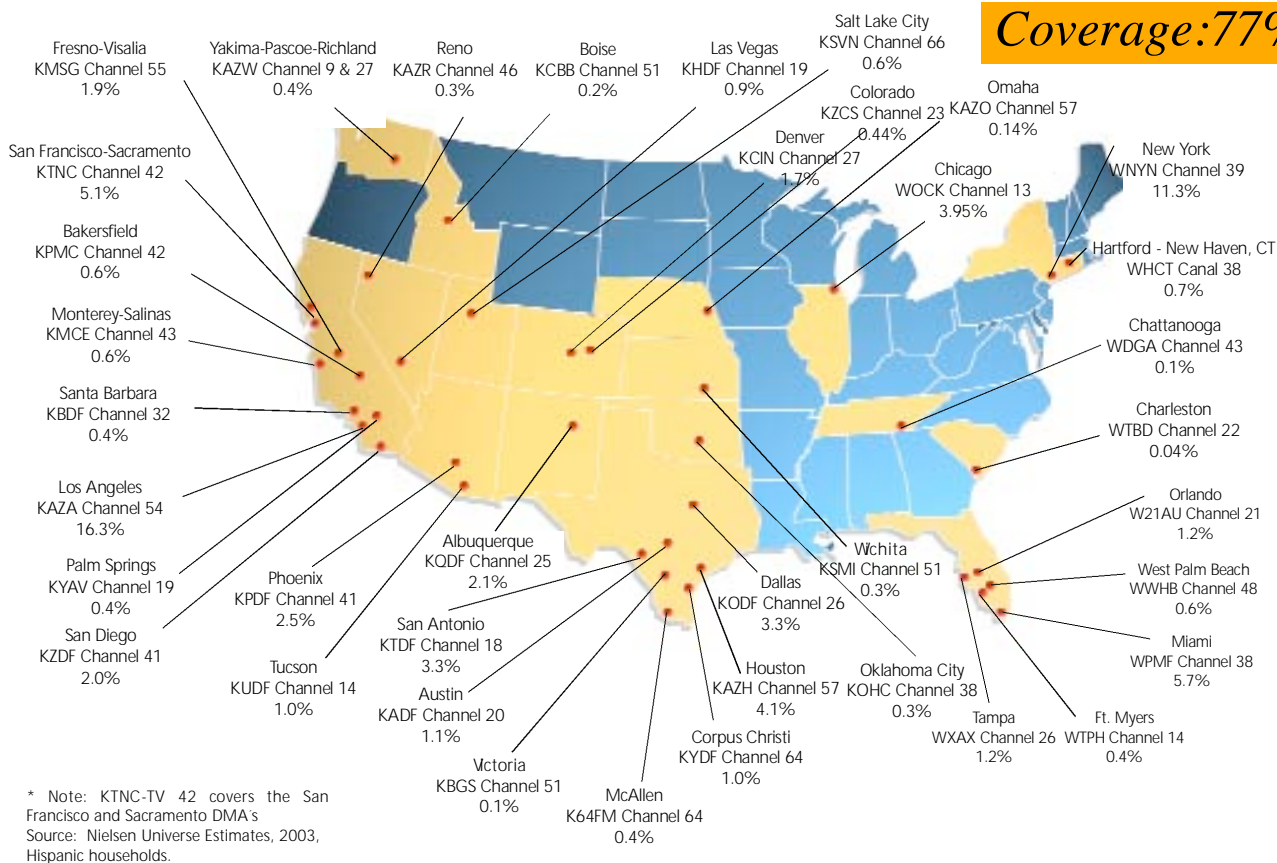 Coverage:77%
Fresno-Visalia
KMSG Channel 55
1.9%
Yakima-Pascoe-Richland
KAZW Channel 9 & 27
0.4%
Reno
KAZR Channel 46
0.3%
Boise
KCBB Channel 51
0.2%
Las Vegas
KHDF Channel 19
0.9%
Salt Lake City
KSVN Channel 66
0.6%
Colorado
KZCS Channel 23
0.44%
Omaha
KAZO Channel 57
0.14%
Denver
KCIN Channel 27
1.7%
Chicago
WOCK Channel 13
3.95%
New York
WNYN Channel 39
11.3%
San Francisco-Sacramento
KTNC Channel 42
5.1%
Bakersfield
KPMC Channel 42
0.6%
Hartford - New Haven, CT
WHCT Canal 38
0.7%
Monterey-Salinas
KMCE Channel 43
0.6%
Chattanooga
WDGA Channel 43
0.1%
Santa Barbara
KBDF Channel 32
0.4%
Charleston
WTBD Channel 22
0.04%
Los Angeles
KAZA Channel 54
16.3%
Orlando
W21AU Channel 21
1.2%
Palm Springs
KYAV Channel 19
0.4%
Phoenix
KPDF Channel 41
2.5%
Albuquerque
KQDF Channel 25
2.1%
Dallas
KODF Channel 26
3.3%
Wichita
KSMI Channel 51
0.3%
West Palm Beach
WWHB Channel 48
0.6%
San Diego
KZDF Channel 41
2.0%
Tucson
KUDF Channel 14
1.0%
San Antonio
KTDF Channel 18
3.3%
Austin
KADF Channel 20
1.1%
Houston
KAZH Channel 57
4.1%
Oklahoma City
KOHC Channel 38
0.3%
Miami
WPMF Channel 38
5.7%
Tampa
WXAX Channel 26
1.2%
Ft. Myers
WTPH Channel 14
0.4%
Victoria
KBGS Channel 51
0.1%
Corpus Christi
KYDF Channel 64
1.0%
McAllen
K64FM Channel 64
0.4%
* Note: KTNC-TV 42 covers the San
Francisco and Sacramento DMA´s
Source: Nielsen Universe Estimates, 2003,
Hispanic households.